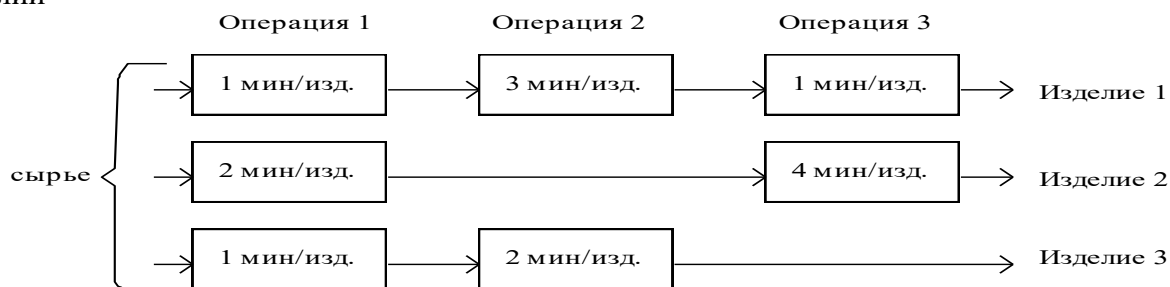 Операция 1 Операция 2 Операция 3
1 мин/изд. 3 мин/изд. 1 мин/изд. Изделие 1
сырье 2 мин/изд. 4 мин/изд. Изделие 2
1 мин/изд. 2 мин/изд. Изделие 3